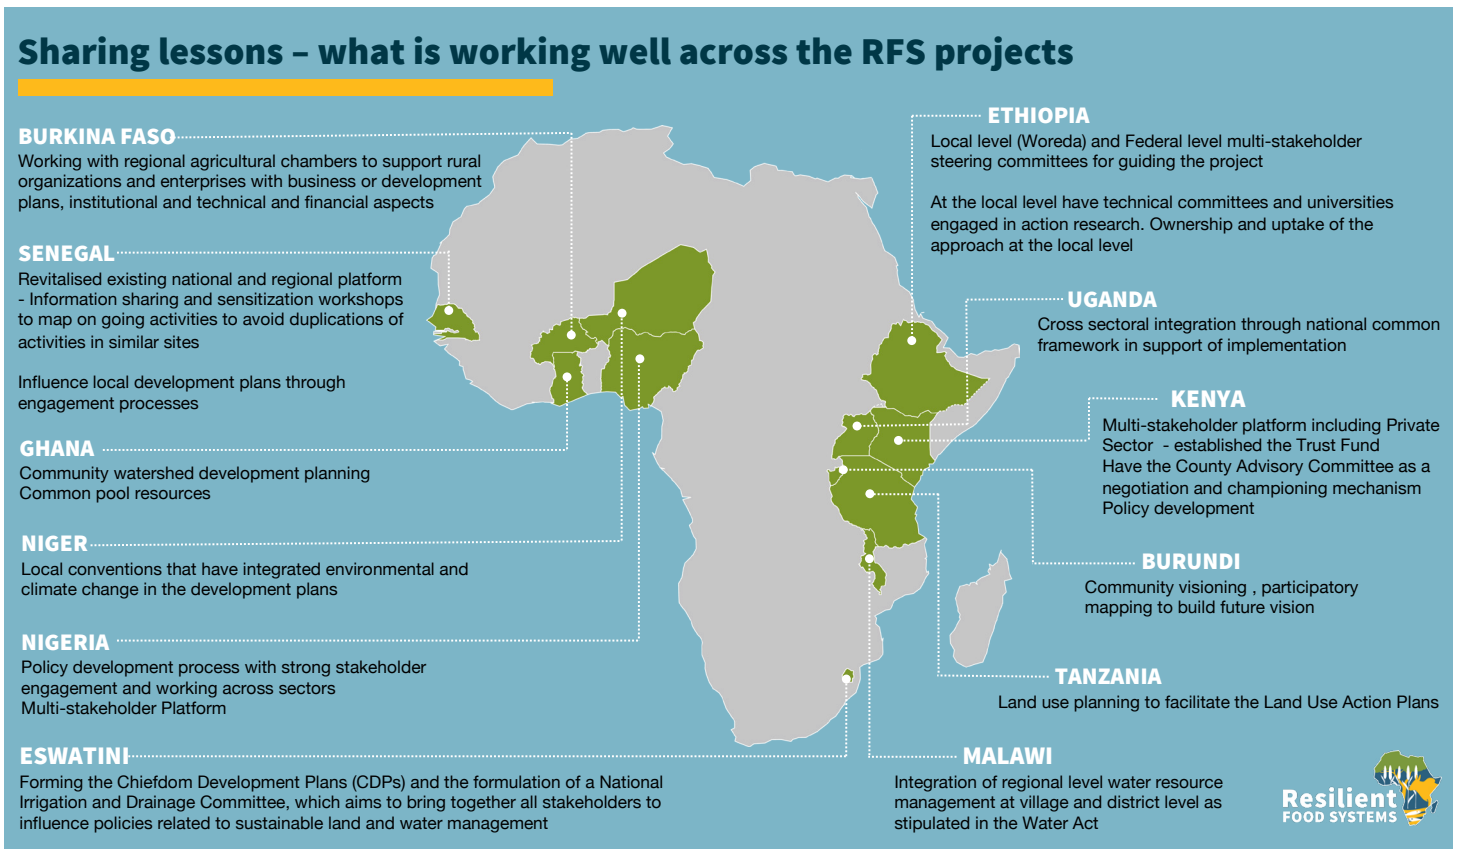 Sharing lessons – what is working well across the RFS projects
BURKINA FASO
Working with regional agricultural chambers to support rural
organizations and enterprises with business or development
plans, institutional and technical and financial aspects
SENEGAL
Revitalised existing national and regional platform
- Information sharing and sensitization workshops
to map on going activities to avoid duplications of
activities in similar sites
Influence local development plans through
engagement processes
GHANA
Community watershed development planning
Common pool resources
NIGER
Local conventions that have integrated environmental and
climate change in the development plans
NIGERIA
Policy development process with strong stakeholder
engagement and working across sectors
Multi-stakeholder Platform
ESWATINI
Forming the Chiefdom Development Plans (CDPs) and the formulation of a National
Irrigation and Drainage Committee, which aims to bring together all stakeholders to
influence policies related to sustainable land and water management
ETHIOPIA
Local level (Woreda) and Federal level multi-stakeholder
steering committees for guiding the project
At the local level have technical committees and universities
engaged in action research. Ownership and uptake of the
approach at the local level
UGANDA
Cross sectoral integration through national common
framework in support of implementation
KENYA
Multi-stakeholder platform including Private
Sector - established the Trust Fund
Have the County Advisory Committee as a
negotiation and championing mechanism
Policy development
BURUNDI
Community visioning , participatory
mapping to build future vision
TANZANIA
Land use planning to facilitate the Land Use Action Plans
MALAWI
Integration of regional level water resource
management at village and district level as
stipulated in the Water Act
Resilient
FOOD SYSTEMS